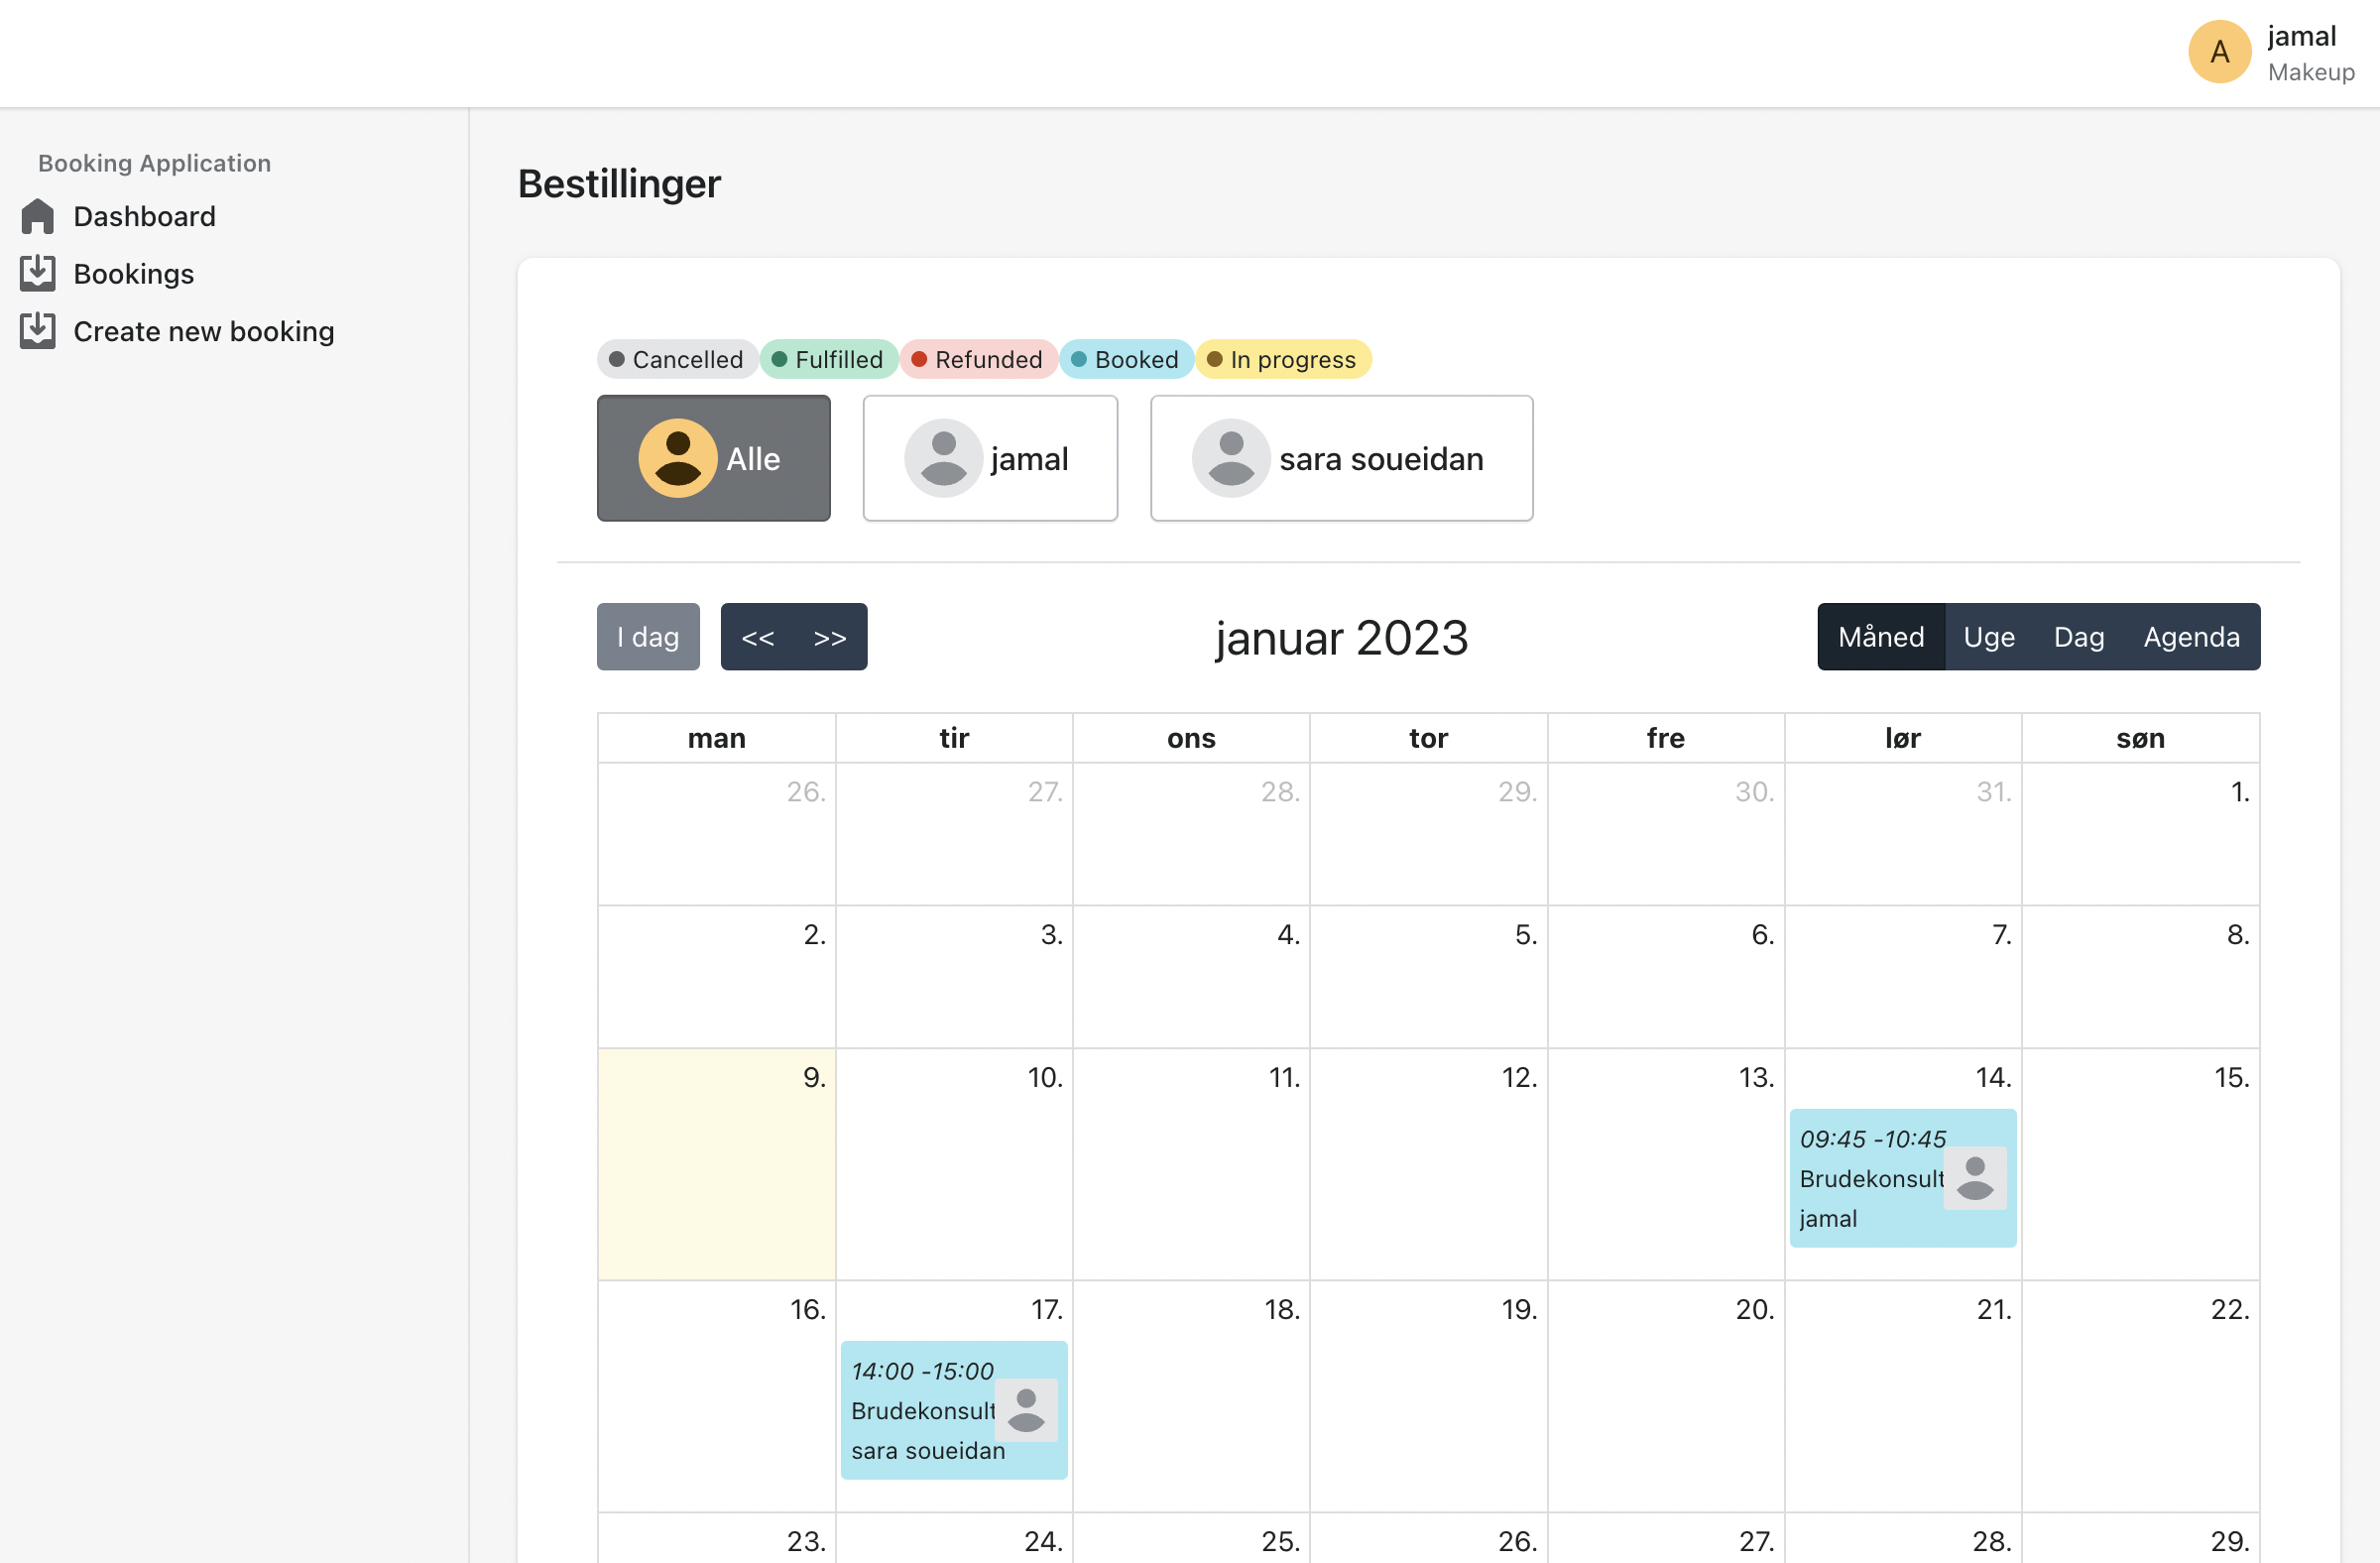 A
jamal
Makeup
Booking Application
Dashboard
Bookings
Create new booking
Bestillinger
Cancelled Fulfilled Refunded Booked In progress
Alle jamal sara soueidan
I dag << >> januar 2023 Måned Uge Dag Agenda
man tir ons tor fre lør søn
26. 27. 28. 29. 30. 31. 1.
2. 3. 4. 5. 6. 7. 8.
9. 10. 11. 12. 13. 14. 15.
09:45 -10:45
Brudekonsult
jamal
16. 17. 18. 19. 20. 21. 22.
14:00 -15:00
Brudekonsult
sara soueidan
23. 24. 25. 26. 27. 28. 29.